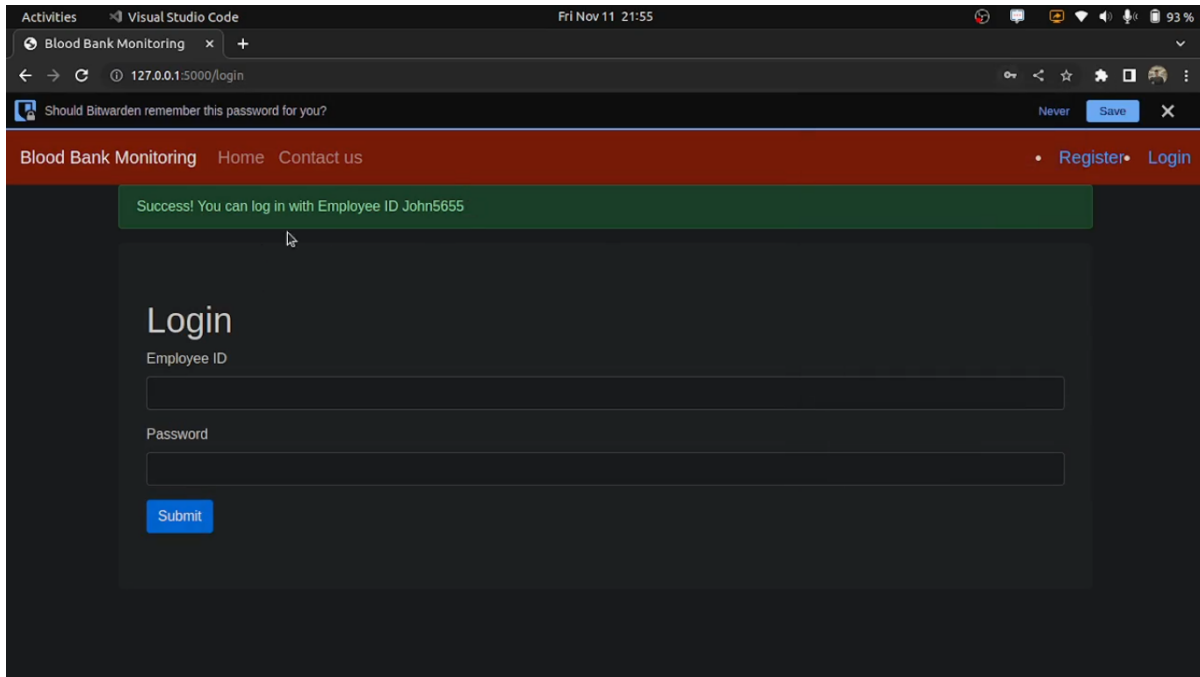 Activities Visual Studio Code Fri Nov 11 21:55 93 %
Blood Bank Monitoring × +
127.0.0.1:5000/login
Should Bitwarden remember this password for you? Never Save
Blood Bank Monitoring Home Contact us • Register • Login
Success! You can log in with Employee ID John5655
Login
Employee ID
Password
Submit